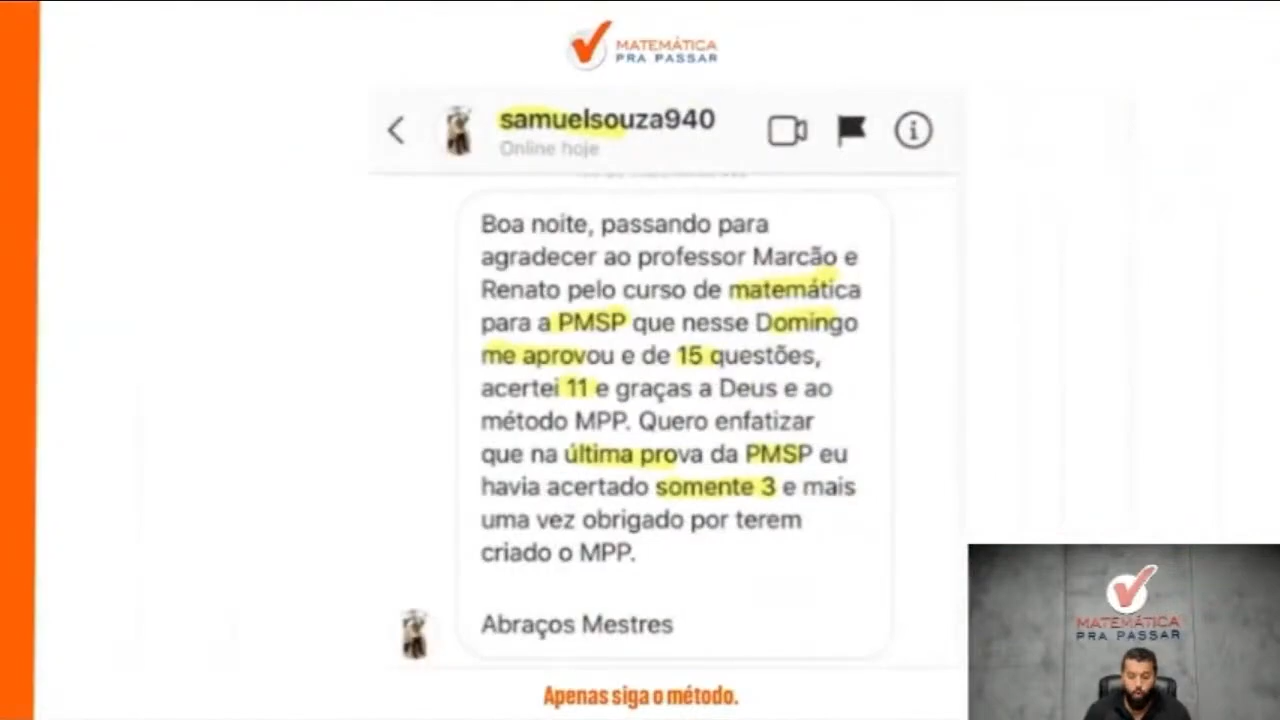 MATEMÁTICA
PRA PASSAR
samuelsouza940
Online hoje
Boa noite, passando para
agradecer ao professor Marcão e
Renato pelo curso de matemática
para a PMSP que nesse Domingo
me aprovou e de 15 questões,
acertei 11 e graças a Deus e ao
método MPP. Quero enfatizar
que na última prova da PMSP eu
havia acertado somente 3 e mais
uma vez obrigado por terem
criado o MPP.
Abraços Mestres
Apenas siga o método.
MATEMÁTICA
PRA PASSAR